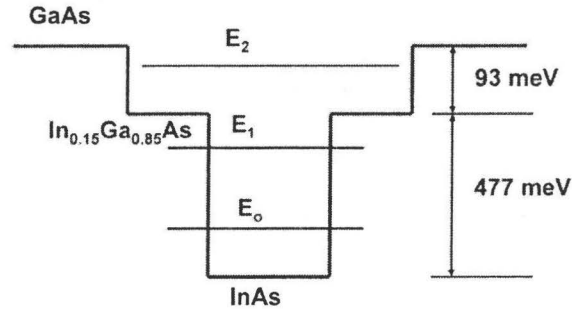 GaAs
E₂
93 meV
In₀.₁₅Ga₀.₈₅As
E₁
477 meV
Eₒ
InAs